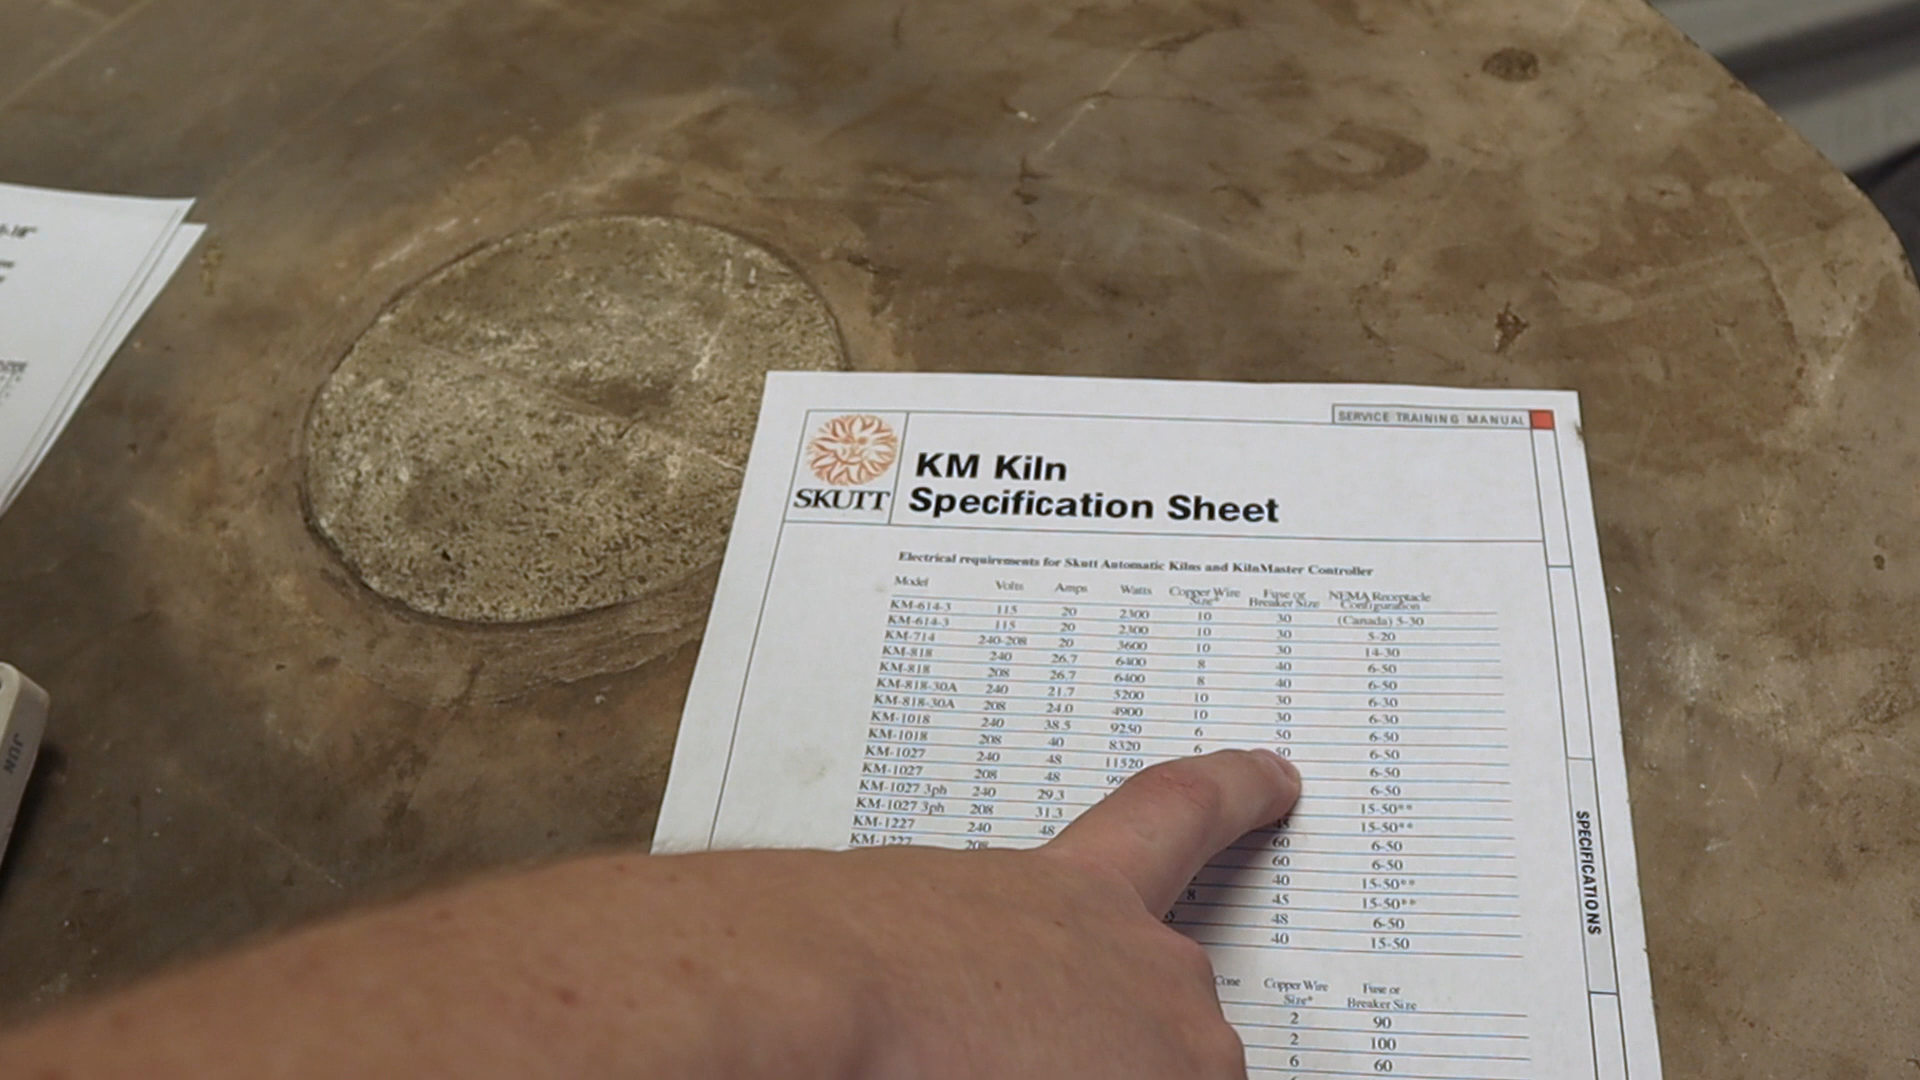 SERVICE TRAINING MANUAL
SKUTT
KM Kiln
Specification Sheet
Electrical requirements for Skutt Automatic Kilns and KilnMaster Controller
Model Volts Amps Watts Copper Wire Size* Fuse or Breaker Size NEMA Receptacle Configuration
KM-614-3 115 20 2300 10 30 (Canada) 5-30
KM-614-3 115 20 2300 10 30 5-20
KM-714 240-208 20 3600 10 30 14-30
KM-818 240 26.7 6400 8 40 6-50
KM-818 208 26.7 6400 8 40 6-50
KM-818-30A 240 21.7 5200 10 30 6-30
KM-818-30A 208 24.0 4900 10 30 6-30
KM-1018 240 38.5 9250 6 50 6-50
KM-1018 208 40 8320 6 50 6-50
KM-1027 240 48 11520 6-50
KM-1027 208 48 6-50
KM-1027 3ph 240 29.3 15-50**
KM-1027 3ph 208 31.3 45 15-50**
KM-1227 240 48 60 6-50
KM-1227 208 60 6-50
40 15-50**
8 45 15-50**
48 6-50
40 15-50
Cone Copper Wire Size* Fuse or Breaker Size
2 90
2 100
6 60
SPECIFICATIONS
JUN